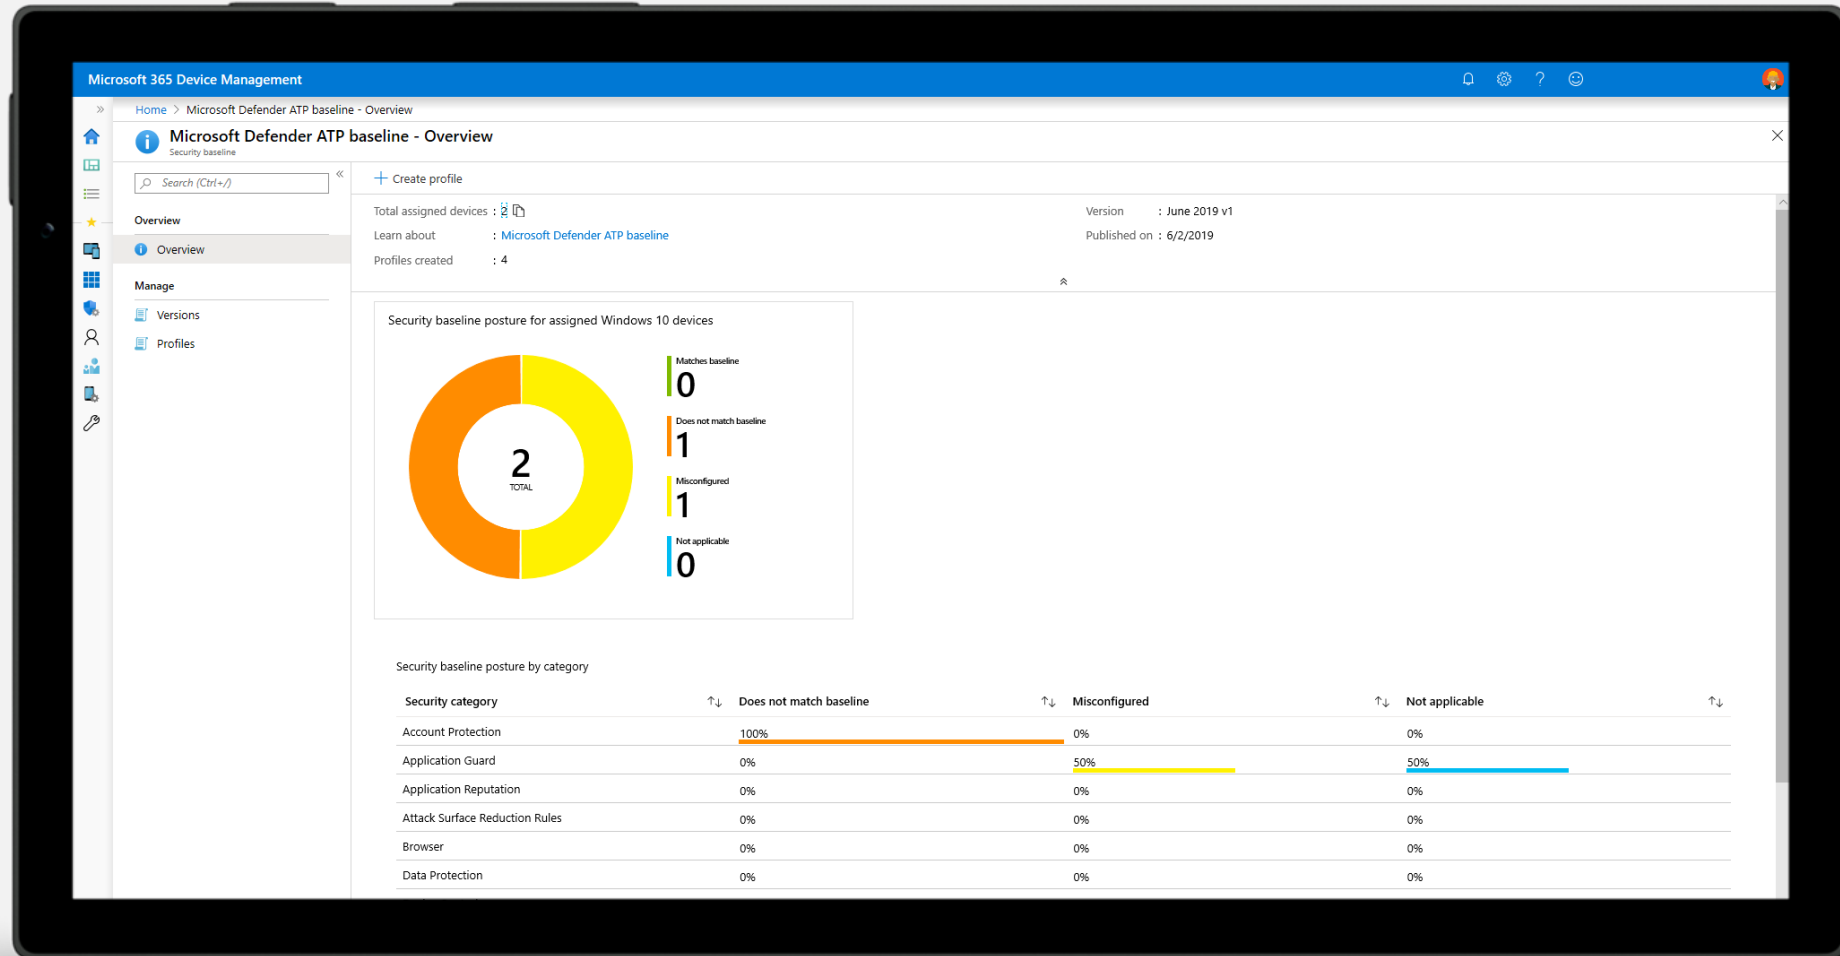 Microsoft 365 Device Management
Home > Microsoft Defender ATP baseline - Overview
Microsoft Defender ATP baseline - Overview
Security baseline
Search (Ctrl+/)
Overview
Overview
Manage
Versions
Profiles
Create profile
Total assigned devices : 2
Learn about : Microsoft Defender ATP baseline
Profiles created : 4
Version : June 2019 v1
Published on : 6/2/2019
Security baseline posture for assigned Windows 10 devices
2
TOTAL
Matches baseline
0
Does not match baseline
1
Misconfigured
1
Not applicable
0
Security baseline posture by category
Security category Does not match baseline Misconfigured Not applicable
Account Protection 100% 0% 0%
Application Guard 0% 50% 50%
Application Reputation 0% 0% 0%
Attack Surface Reduction Rules 0% 0% 0%
Browser 0% 0% 0%
Data Protection 0% 0% 0%